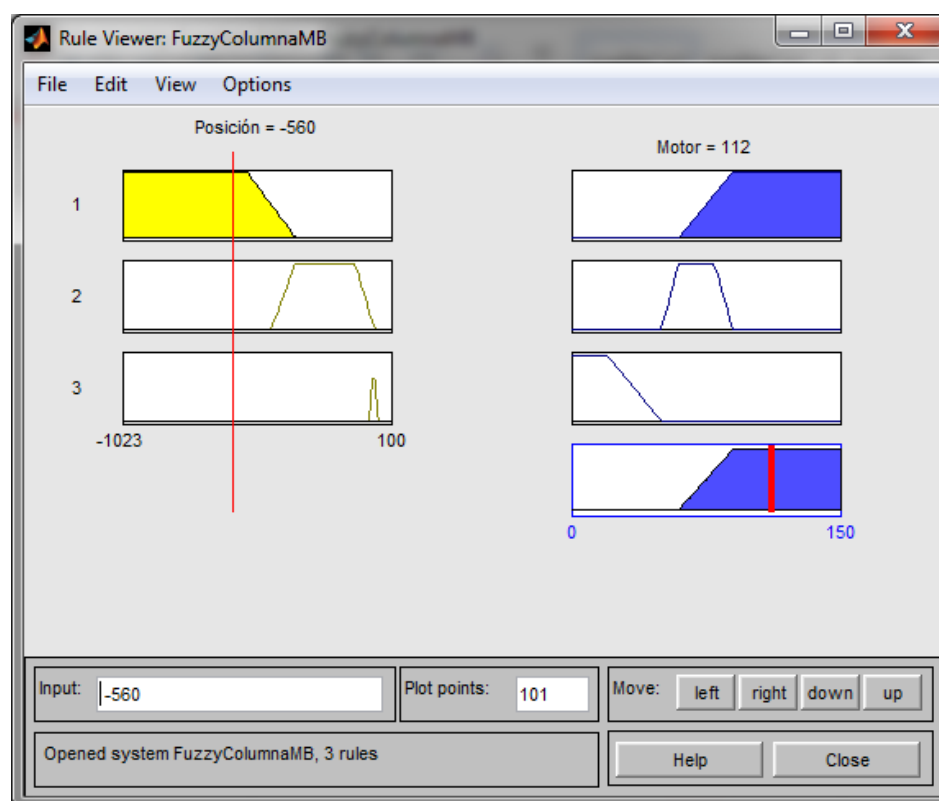 Rule Viewer: FuzzyColumnaMB
File Edit View Options
Posición = -560
Motor = 112
1
2
3
-1023
100
0
150
Input:
-560
Plot points:
101
Move:
left
right
down
up
Opened system FuzzyColumnaMB, 3 rules
Help
Close